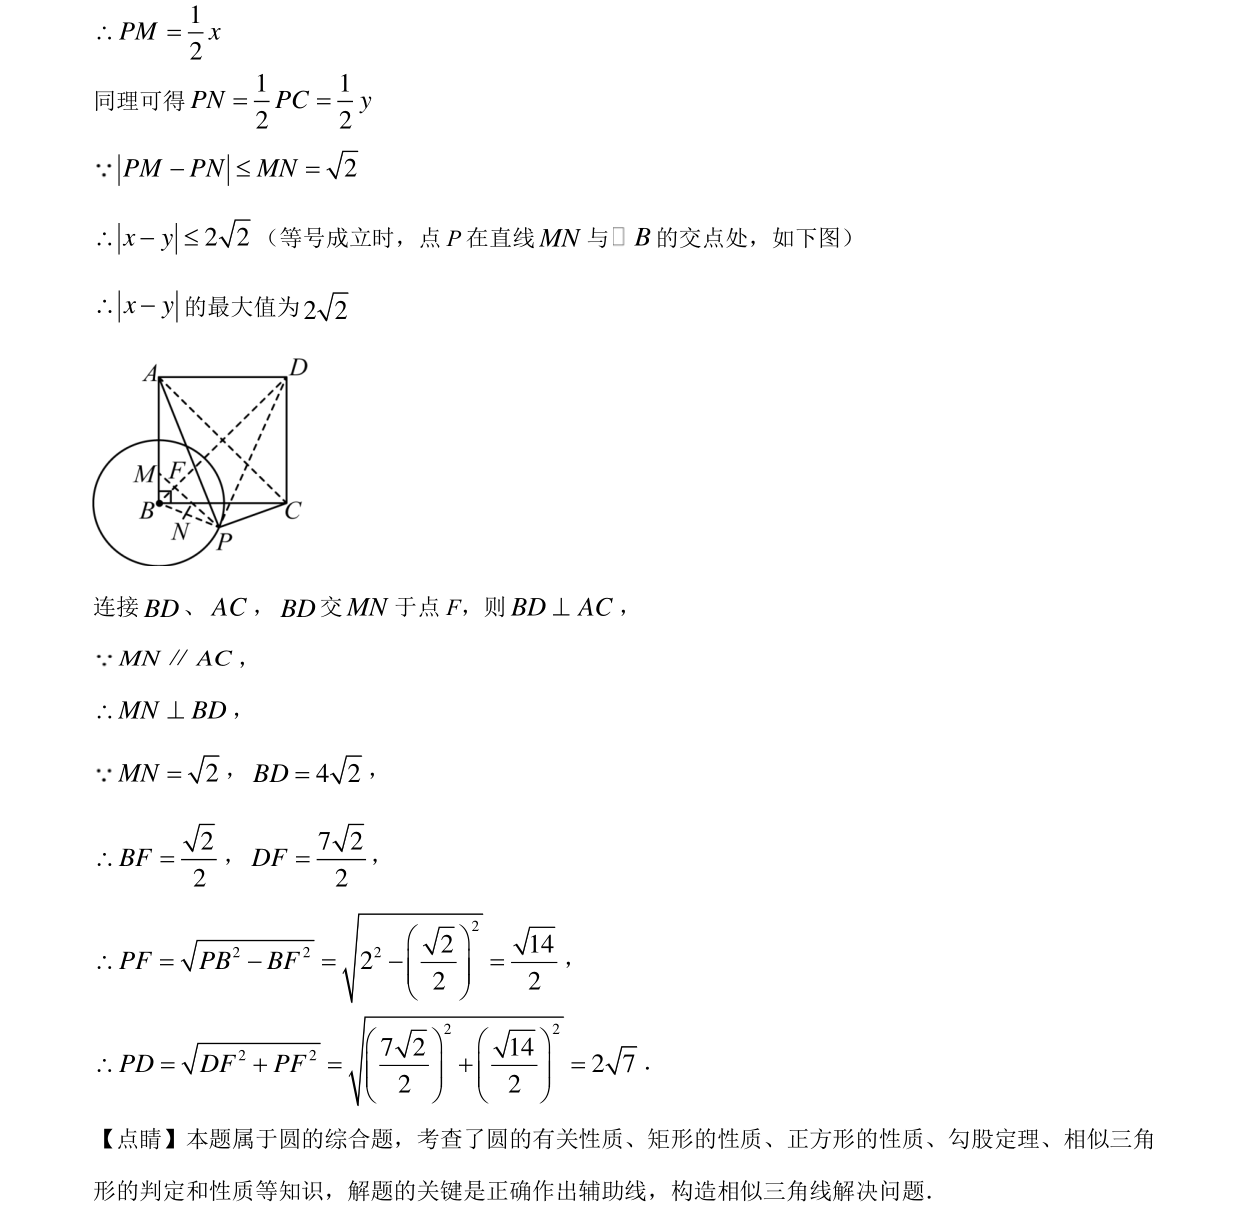 ∴PM = 1/2 x
同理可得 PN = 1/2 PC = 1/2 y
∵|PM − PN| ≤ MN = √2
∴|x − y| ≤ 2√2（等号成立时，点 P 在直线 MN 与□ B 的交点处，如下图）
∴|x − y| 的最大值为 2√2
A D
M F
B C
N P
连接 BD、AC，BD 交 MN 于点 F，则 BD ⊥ AC，
∵MN ∥ AC，
∴MN ⊥ BD，
∵MN = √2，BD = 4√2，
∴BF = √2/2，DF = 7√2/2，
∴PF = √(PB² − BF²) = √(2² − (√2/2)²) = √14/2，
∴PD = √(DF² + PF²) = √((7√2/2)² + (√14/2)²) = 2√7．
【点睛】本题属于圆的综合题，考查了圆的有关性质、矩形的性质、正方形的性质、勾股定理、相似三角
形的判定和性质等知识，解题的关键是正确作出辅助线，构造相似三角线解决问题．